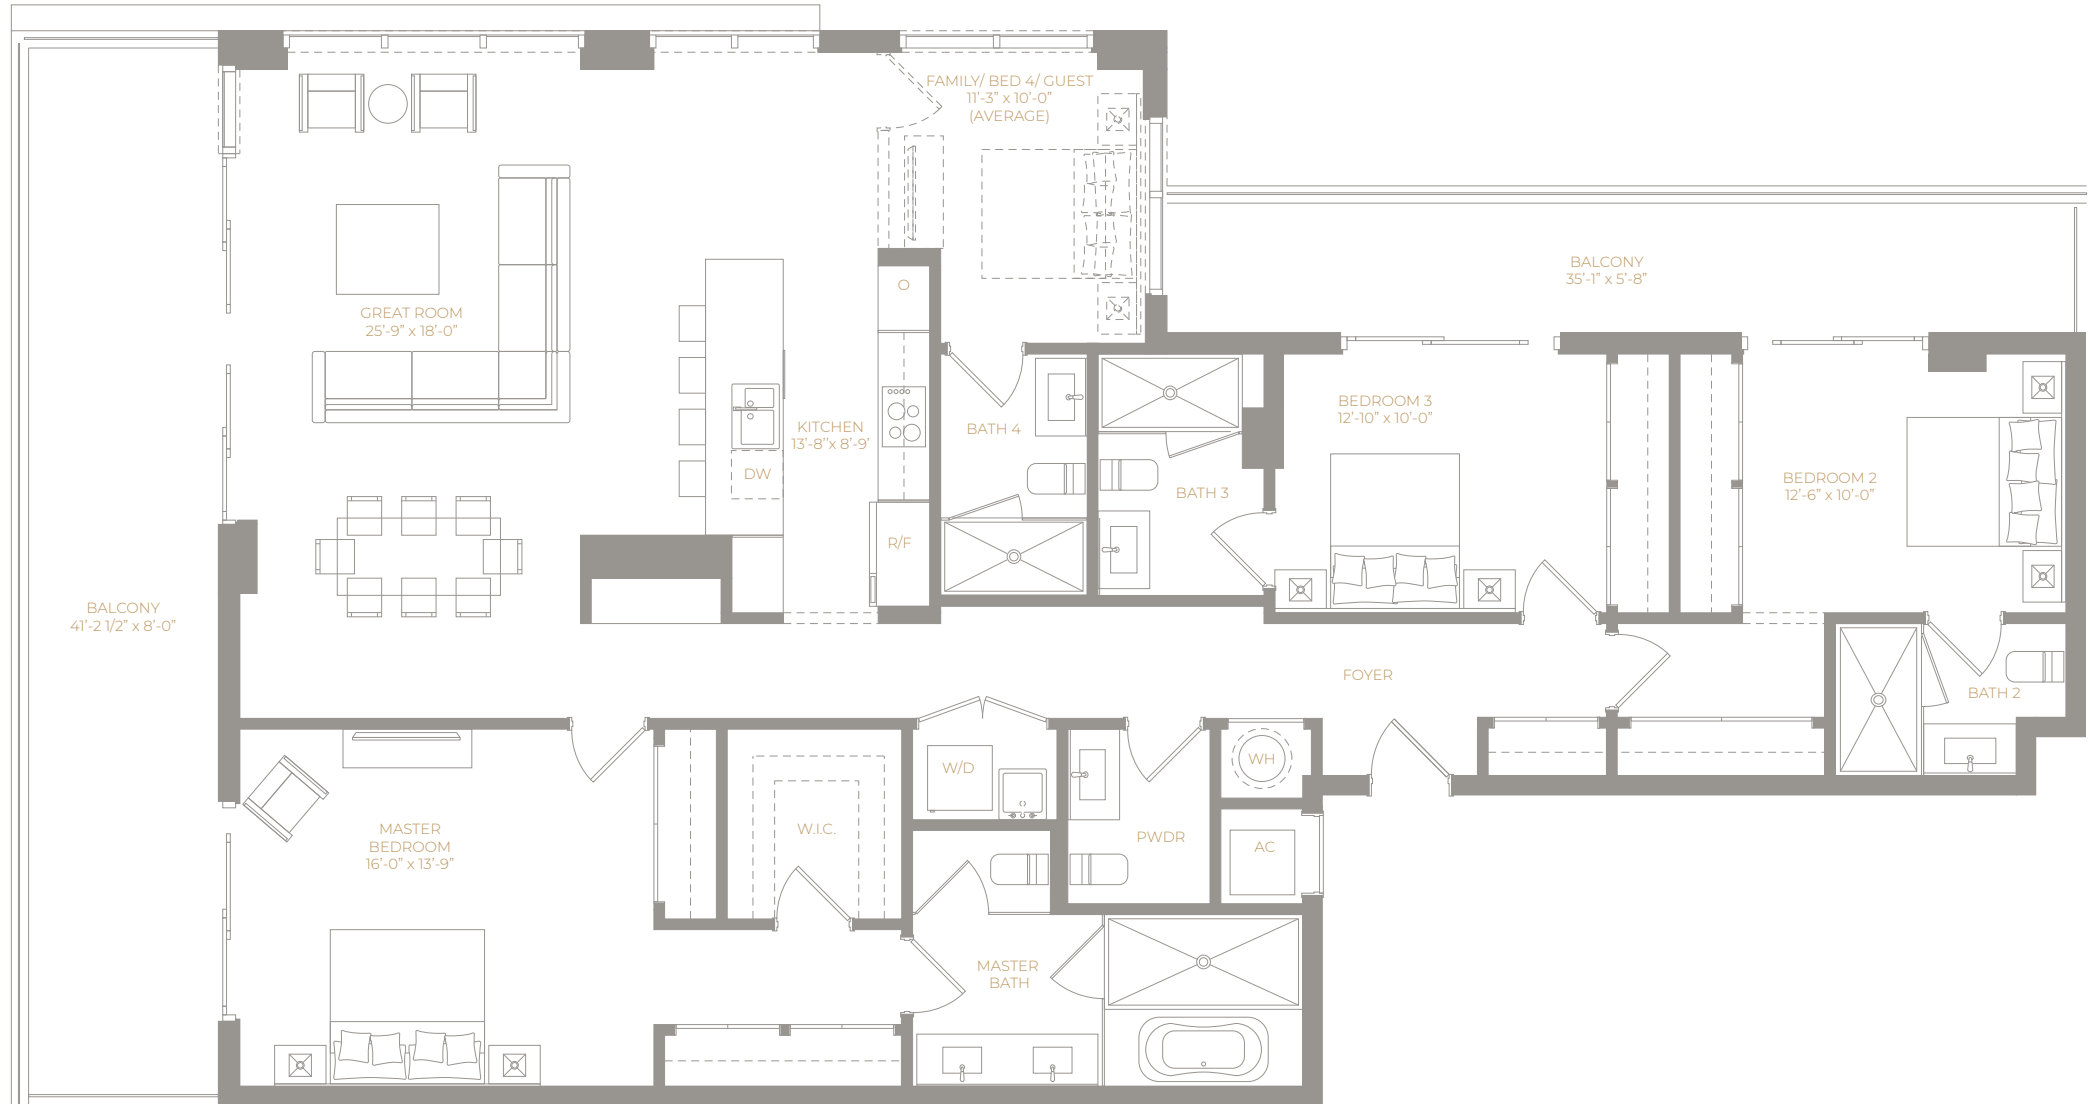 FAMILY/ BED 4/ GUEST
11'-3" x 10'-0"
(AVERAGE)
BALCONY
35'-1" x 5'-8"
O
GREAT ROOM
25'-9" x 18'-0"
KITCHEN
13'-8"x 8'-9'
BATH 4
BEDROOM 3
12'-10" x 10'-0"
DW
BATH 3
BEDROOM 2
12'-6" x 10'-0"
R/F
BALCONY
41'-2 1/2" x 8'-0"
FOYER
BATH 2
W/D
WH
MASTER
BEDROOM
16'-0" x 13'-9"
W.I.C.
PWDR
AC
MASTER
BATH